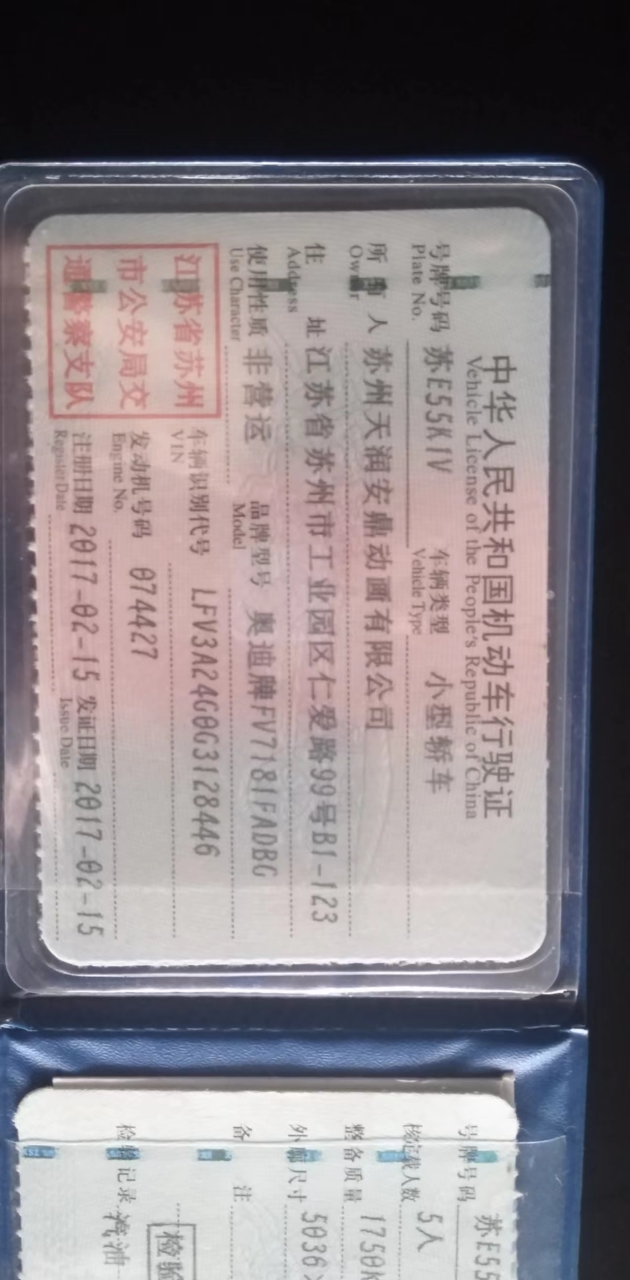 中华人民共和国机动车行驶证
Vehicle License of the People's Republic of China
号牌号码 苏E55K1V 车辆类型 小型轿车
Plate No. Vehicle Type
所有人 苏州天润安鼎动画有限公司
Owner
住址 江苏省苏州市工业园区仁爱路99号B1-123
Address
使用性质 非营运 品牌型号 奥迪牌FV7181FADBG
Use Character Model
江苏省苏州
市公安局交
通警察支队
车辆识别代号 LFV3A24G0G3128446
VIN
发动机号码 074427
Engine No.
注册日期 2017-02-15 发证日期 2017-02-15
Register Date Issue Date
号牌号码 苏E55
核定载人数 5人
整备质量 1750k
外廓尺寸 5036
备注
检验记录 汽油
检验